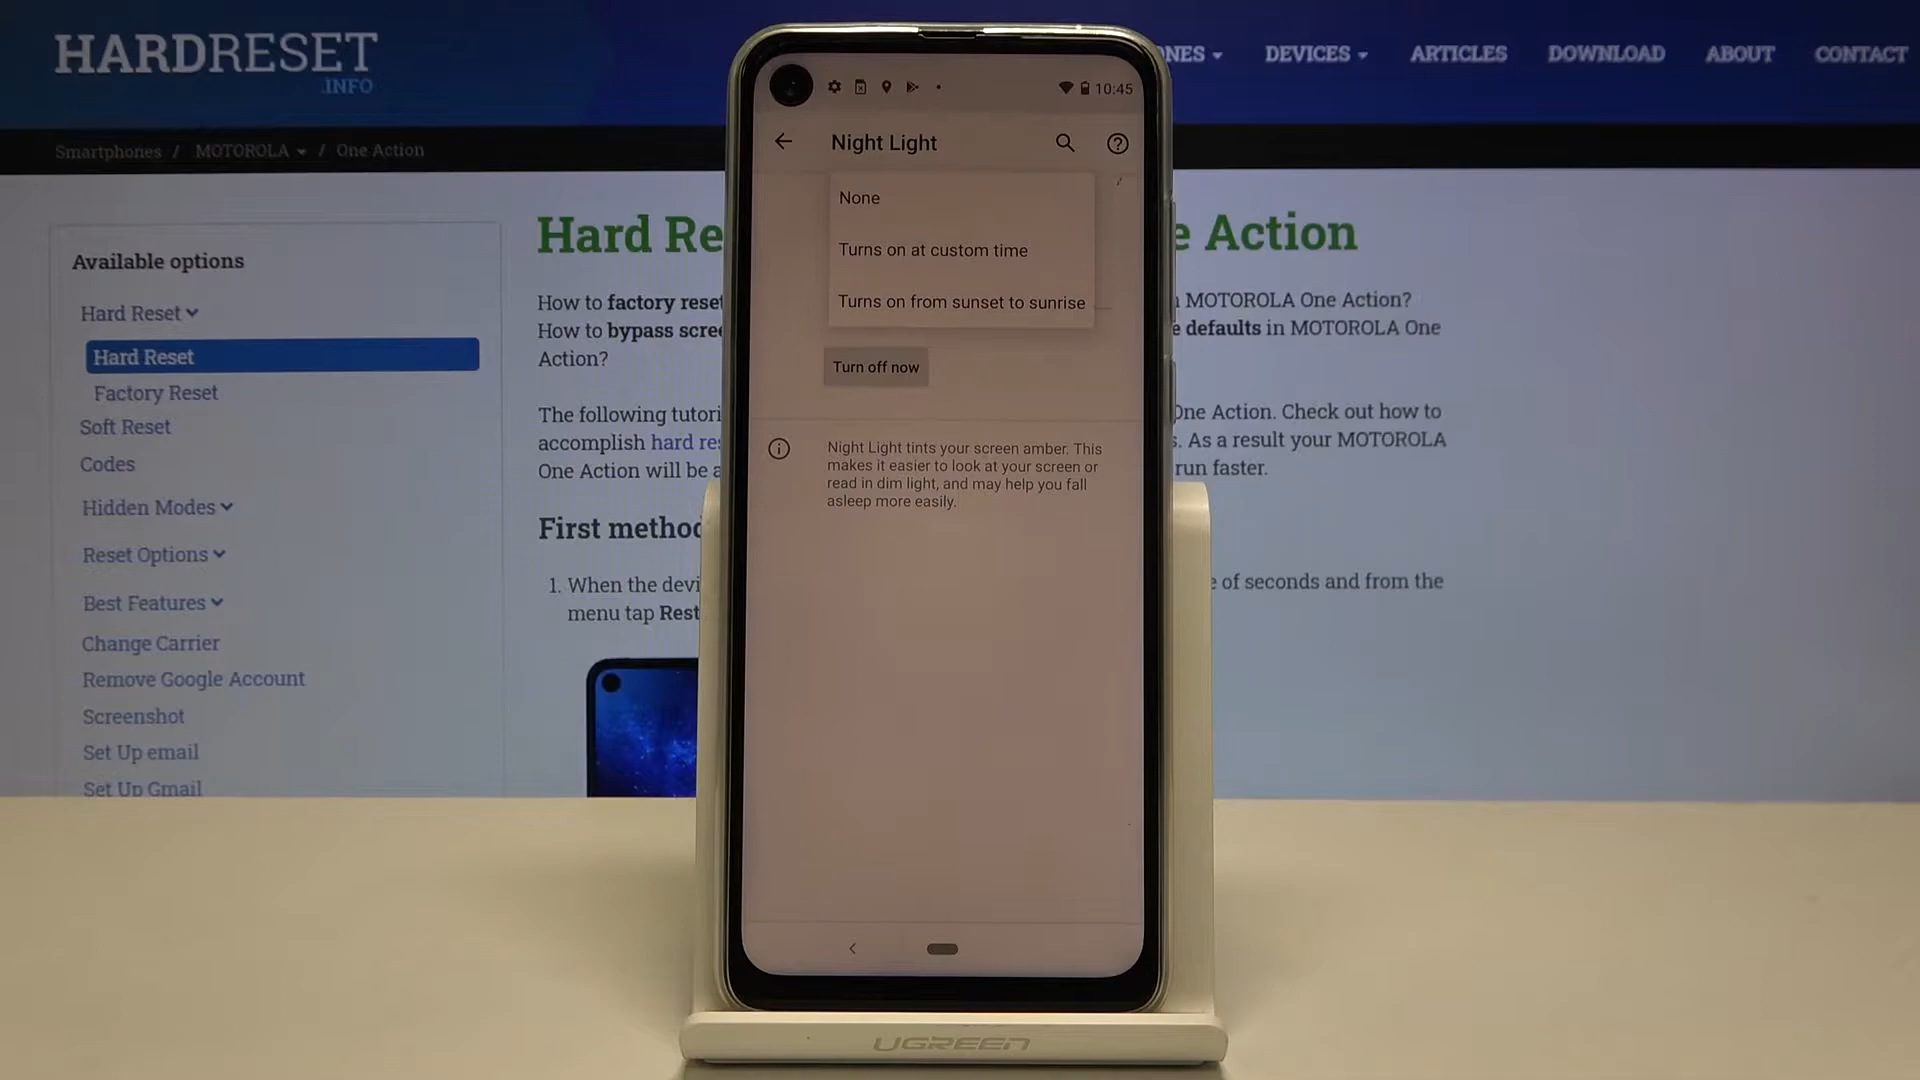 HARDRESET
.INFO
NES
DEVICES
ARTICLES
DOWNLOAD
ABOUT
CONTACT
Smartphones / MOTOROLA / One Action
Available options
Hard Reset
Hard Reset
Factory Reset
Soft Reset
Codes
Hidden Modes
Reset Options
Best Features
Change Carrier
Remove Google Account
Screenshot
Set Up email
Set Up Gmail
Hard Re
e Action
How to factory reset
MOTOROLA One Action?
How to bypass scree
e defaults in MOTOROLA One
Action?
The following tutori
One Action. Check out how to
accomplish hard res
s. As a result your MOTOROLA
One Action will be a
run faster.
First method
1. When the devi
e of seconds and from the
menu tap Rest
10:45
Night Light
None
Turns on at custom time
Turns on from sunset to sunrise
Turn off now
Night Light tints your screen amber. This
makes it easier to look at your screen or
read in dim light, and may help you fall
asleep more easily.
UGREEN